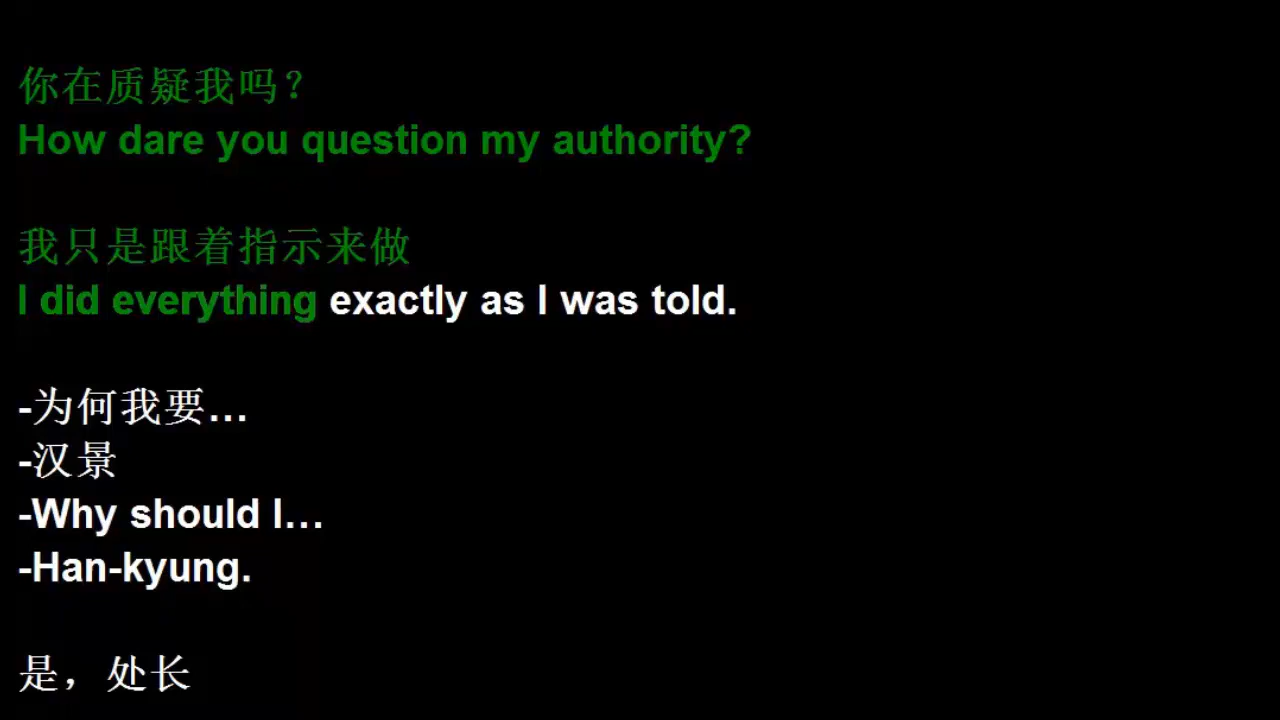 你在质疑我吗？
How dare you question my authority?
我只是跟着指示来做
I did everything exactly as I was told.
-为何我要…
-汉景
-Why should I…
-Han-kyung.
是，处长